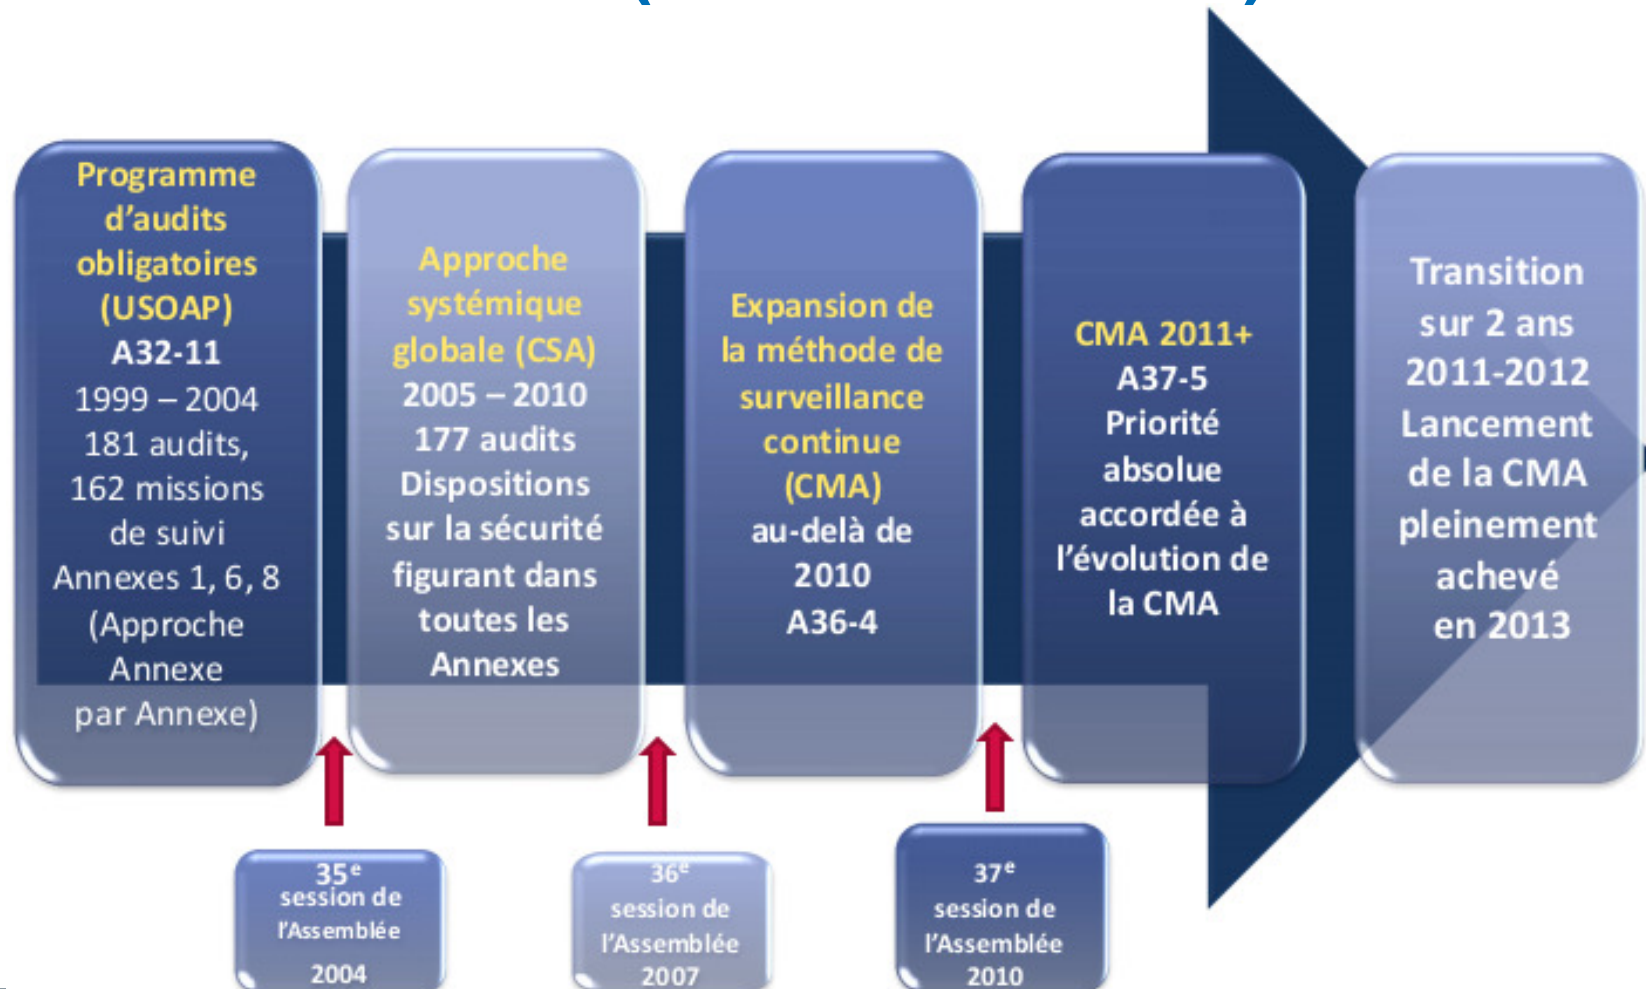 Programme
d’audits
obligatoires
(USOAP)
A32-11
1999 – 2004
181 audits,
162 missions
de suivi
Annexes 1, 6, 8
(Approche
Annexe
par Annexe)
Approche
systémique
globale (CSA)
2005 – 2010
177 audits
Dispositions
sur la sécurité
figurant dans
toutes les
Annexes
Expansion de
la méthode de
surveillance
continue
(CMA)
au-delà de
2010
A36-4
CMA 2011+
A37-5
Priorité
absolue
accordée à
l’évolution de
la CMA
Transition
sur 2 ans
2011-2012
Lancement
de la CMA
pleinement
achevé
en 2013
35e
session de
l’Assemblée
2004
36e
session de
l’Assemblée
2007
37e
session de
l’Assemblée
2010